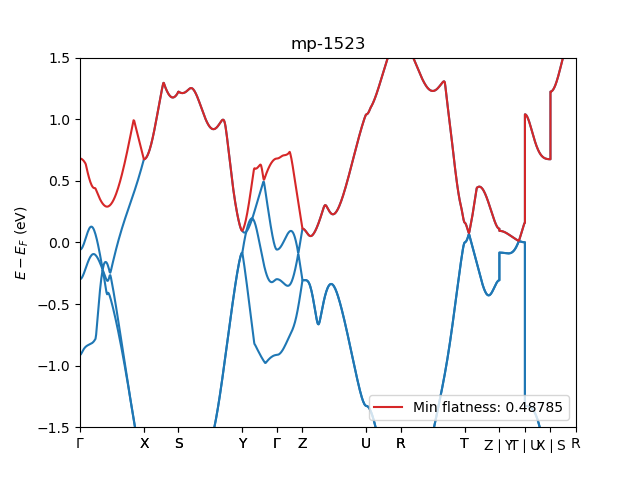 mp-1523
1.5
1.0
0.5
0.0
−0.5
−1.0
−1.5
E − E_F (eV)
Min flatness: 0.48785
Γ X S Y Γ Z U R T Z | Y T | U X | S R